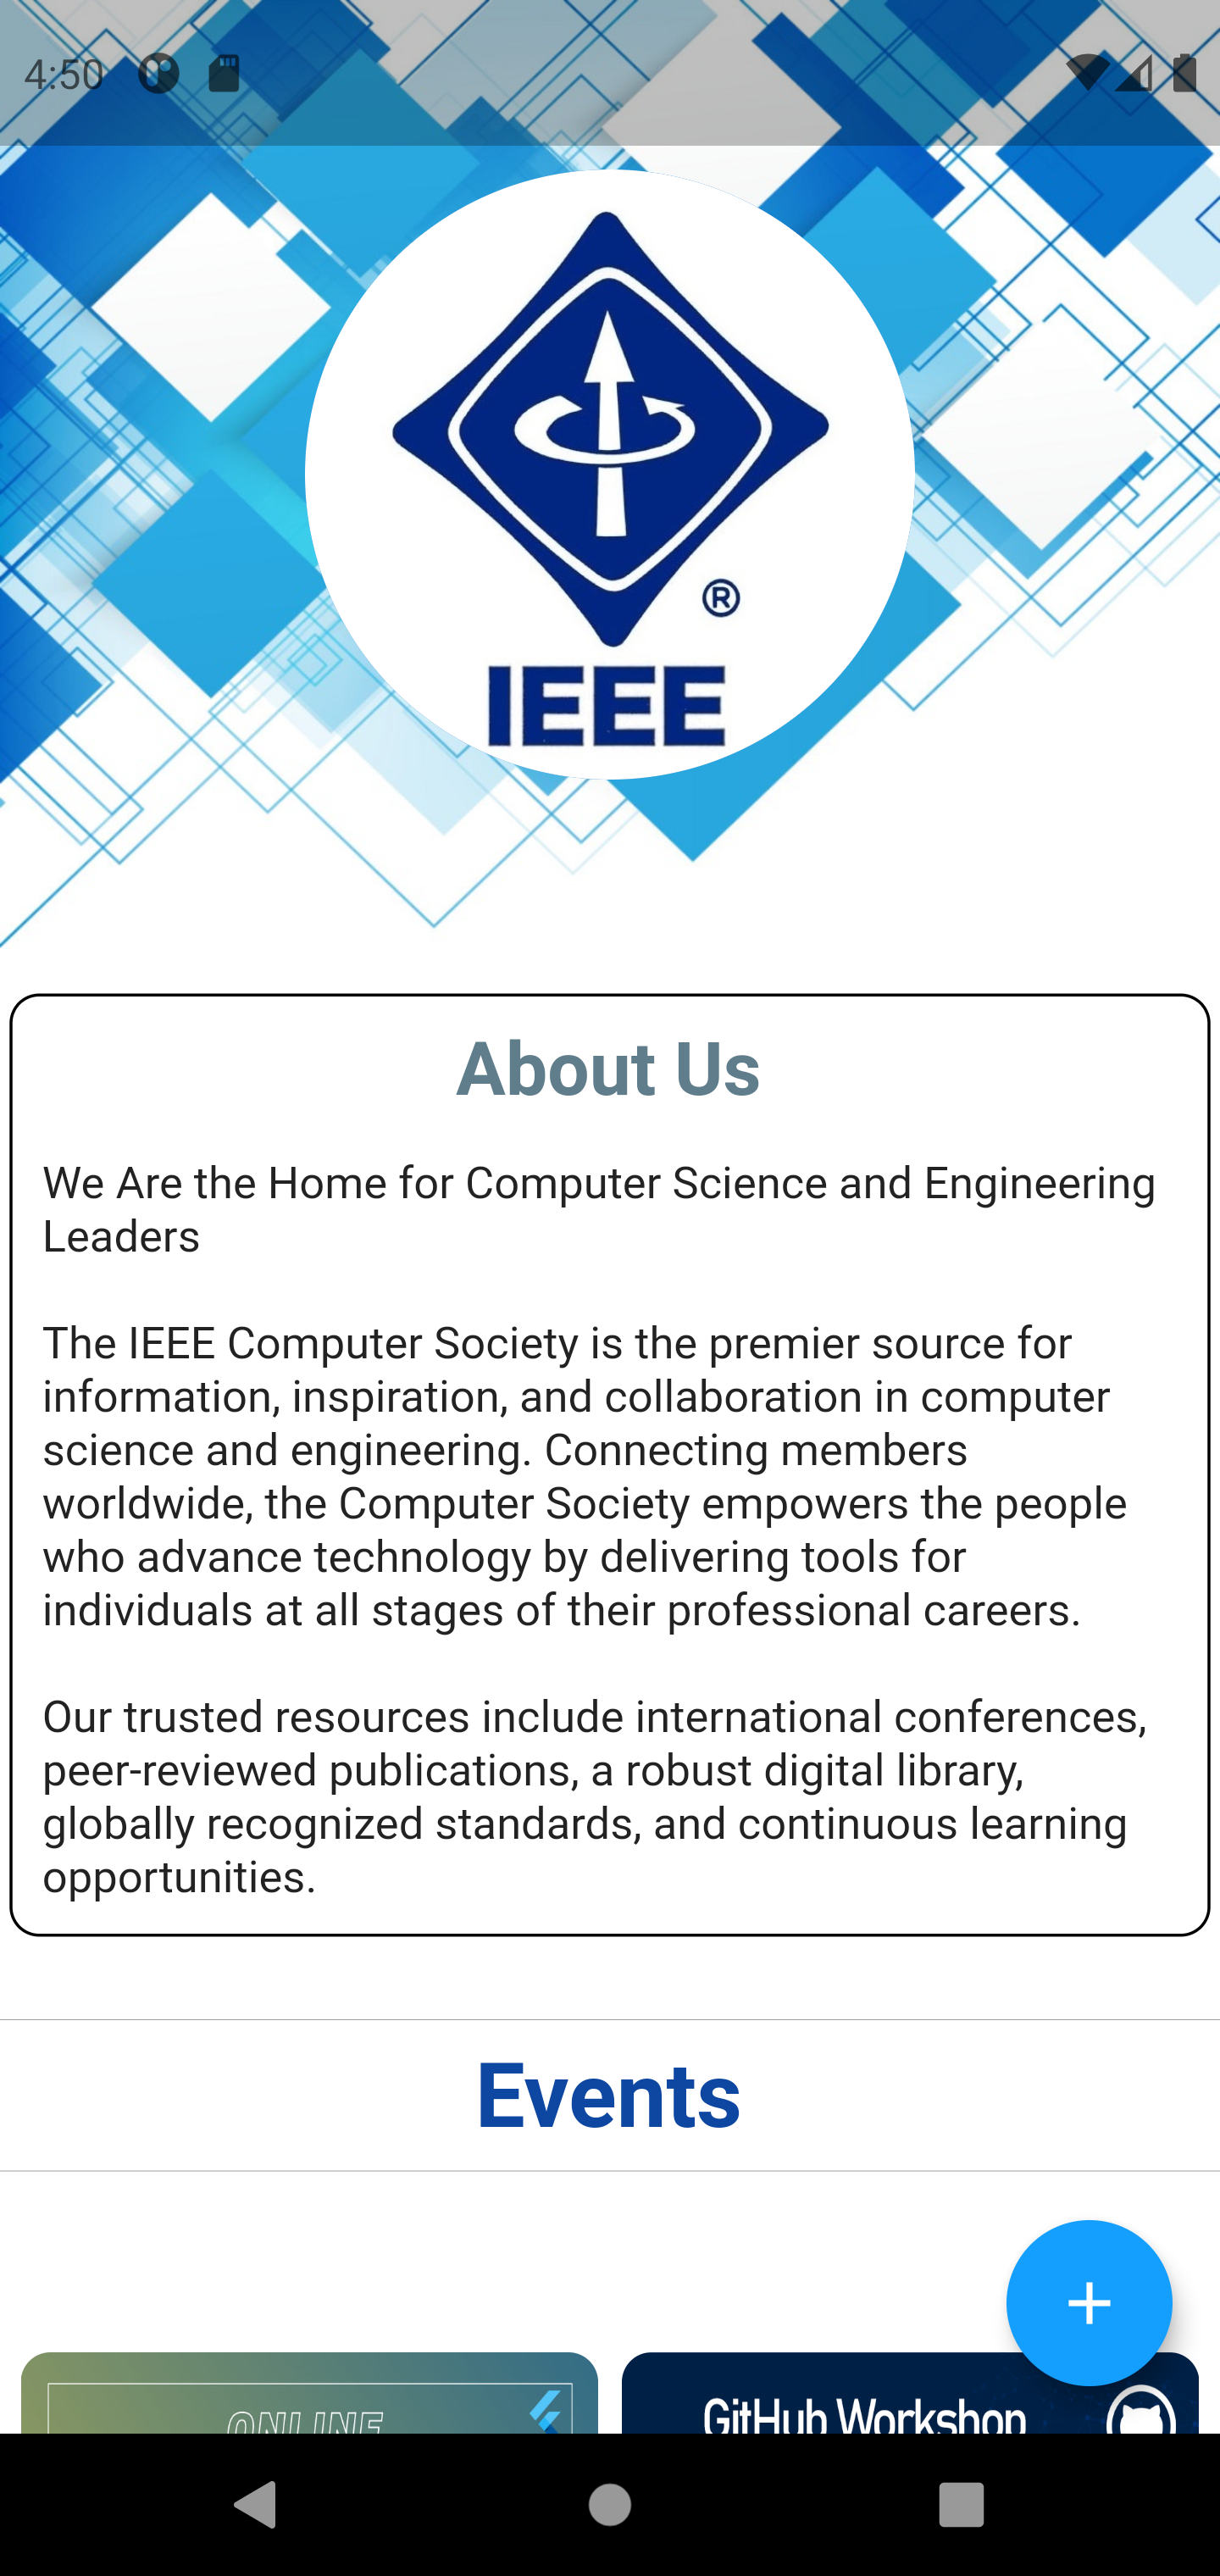 4:50
®
IEEE
About Us
We Are the Home for Computer Science and Engineering
Leaders
The IEEE Computer Society is the premier source for
information, inspiration, and collaboration in computer
science and engineering. Connecting members
worldwide, the Computer Society empowers the people
who advance technology by delivering tools for
individuals at all stages of their professional careers.
Our trusted resources include international conferences,
peer-reviewed publications, a robust digital library,
globally recognized standards, and continuous learning
opportunities.
Events
ONLINE
GitHub Workshop